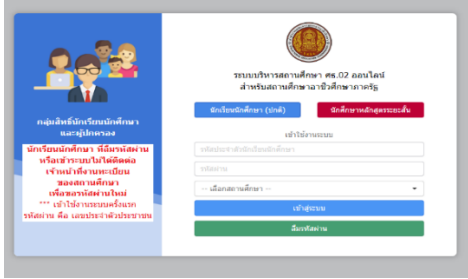 กลุ่มสิทธิ์นักเรียนนักศึกษา
และผู้ปกครอง
นักเรียนนักศึกษา ที่ลืมรหัสผ่าน
หรือเข้าระบบไม่ได้ติดต่อ
เจ้าหน้าที่งานทะเบียน
ของสถานศึกษา
เพื่อขอรหัสผ่านใหม่
*** เข้าใช้งานระบบครั้งแรก
รหัสผ่าน คือ เลขประจำตัวประชาชน
ระบบบริหารสถานศึกษา ศธ.02 ออนไลน์
สำหรับสถานศึกษาอาชีวศึกษาภาครัฐ
นักเรียนนักศึกษา (ปกติ)
นักศึกษาหลักสูตรระยะสั้น
เข้าใช้งานระบบ
รหัสประจำตัวนักเรียนนักศึกษา
รหัสผ่าน
-- เลือกสถานศึกษา --
เข้าสู่ระบบ
ลืมรหัสผ่าน